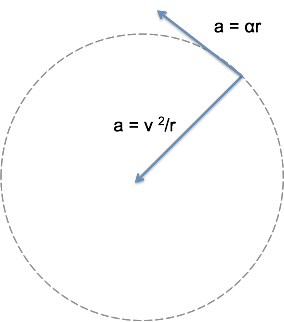 a = αr
a = v ²/r